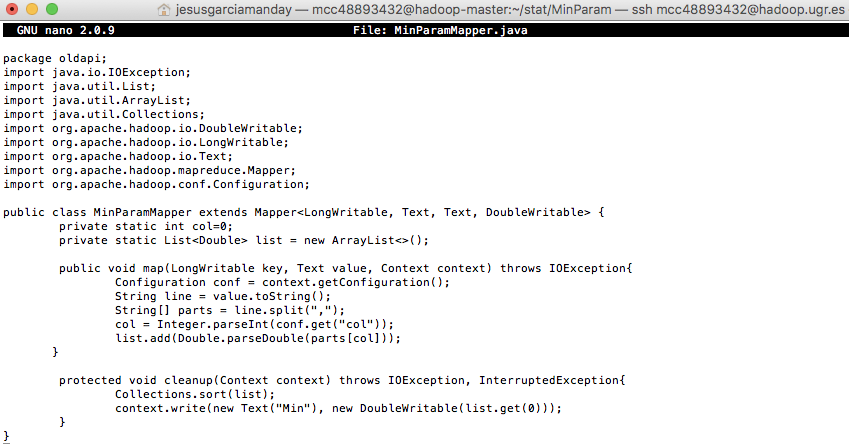 jesusgarciamanday — mcc48893432@hadoop-master:~/stat/MinParam — ssh mcc48893432@hadoop.ugr.es
GNU nano 2.0.9 File: MinParamMapper.java
package oldapi;
import java.io.IOException;
import java.util.List;
import java.util.ArrayList;
import java.util.Collections;
import org.apache.hadoop.io.DoubleWritable;
import org.apache.hadoop.io.LongWritable;
import org.apache.hadoop.io.Text;
import org.apache.hadoop.mapreduce.Mapper;
import org.apache.hadoop.conf.Configuration;
public class MinParamMapper extends Mapper<LongWritable, Text, Text, DoubleWritable> {
        private static int col=0;
        private static List<Double> list = new ArrayList<>();
        public void map(LongWritable key, Text value, Context context) throws IOException{
                Configuration conf = context.getConfiguration();
                String line = value.toString();
                String[] parts = line.split(",");
                col = Integer.parseInt(conf.get("col"));
                list.add(Double.parseDouble(parts[col]));
       }
        protected void cleanup(Context context) throws IOException, InterruptedException{
                Collections.sort(list);
                context.write(new Text("Min"), new DoubleWritable(list.get(0)));
        }
}